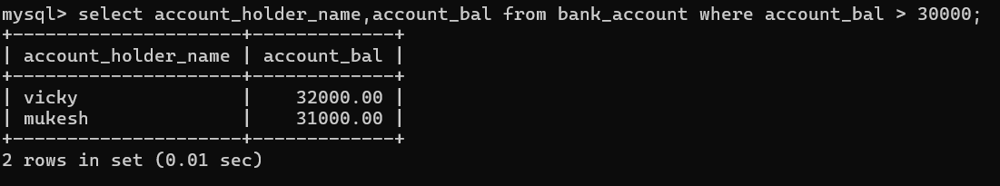 mysql> select account_holder_name,account_bal from bank_account where account_bal > 30000;
+---------------------+-------------+
| account_holder_name | account_bal |
+---------------------+-------------+
| vicky               |    32000.00 |
| mukesh              |    31000.00 |
+---------------------+-------------+
2 rows in set (0.01 sec)